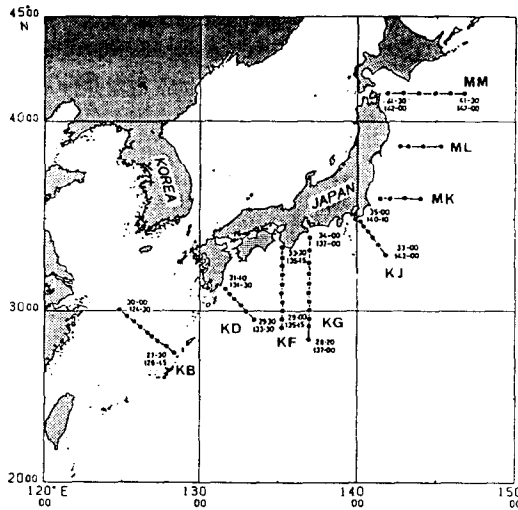 4500
N
MM
41-30
142-00
41-30
147-00
4000
ML
KOREA
JAPAN
MK
35-00
140-10
34-00
137-00
33-30
135-45
33-00
142-00
KJ
31-40
131-30
3000
30-00
124-30
29-30
133-30
29-00
135-45
KD
KF
KG
28-20
137-00
27-30
128-45
KB
2000
120°E
00
130
00
140
00
150
00